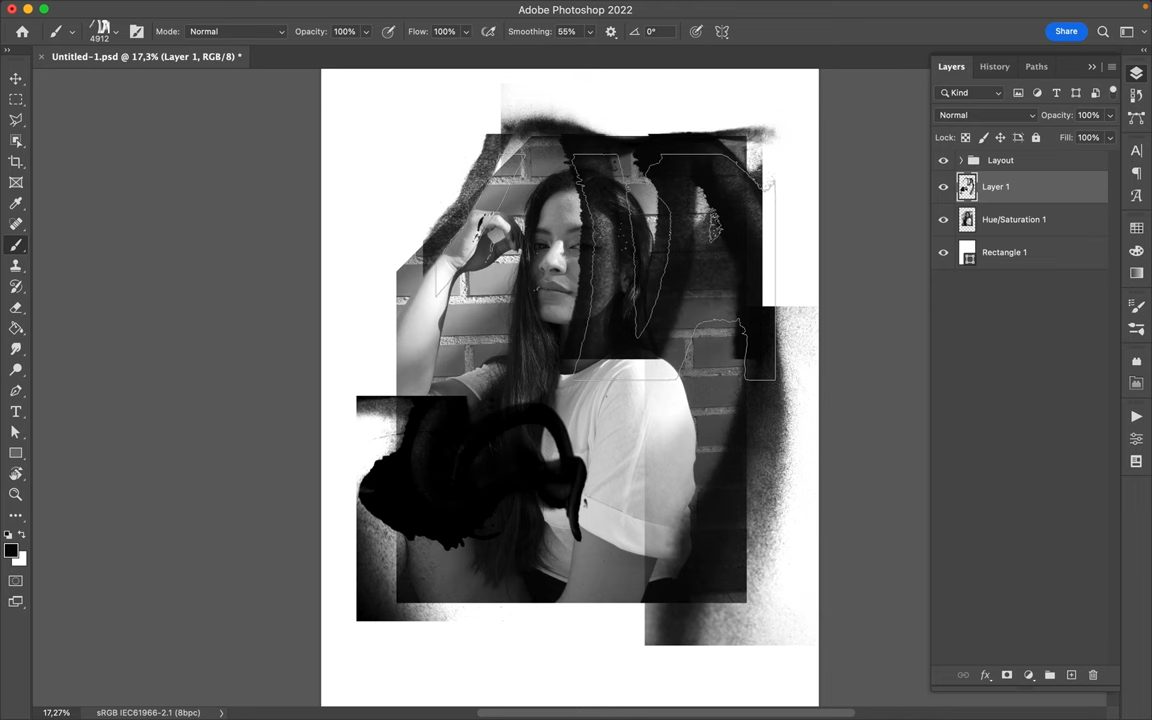 Adobe Photoshop 2022
4912
Mode: Normal
Opacity: 100%
Flow: 100%
Smoothing: 55%
0°
Share
Untitled-1.psd @ 17,3% (Layer 1, RGB/8) *
Layers
History
Paths
Kind
Normal
Opacity: 100%
Lock:
Fill: 100%
Layout
Layer 1
Hue/Saturation 1
Rectangle 1
fx
17,27%
sRGB IEC61966-2.1 (8bpc)